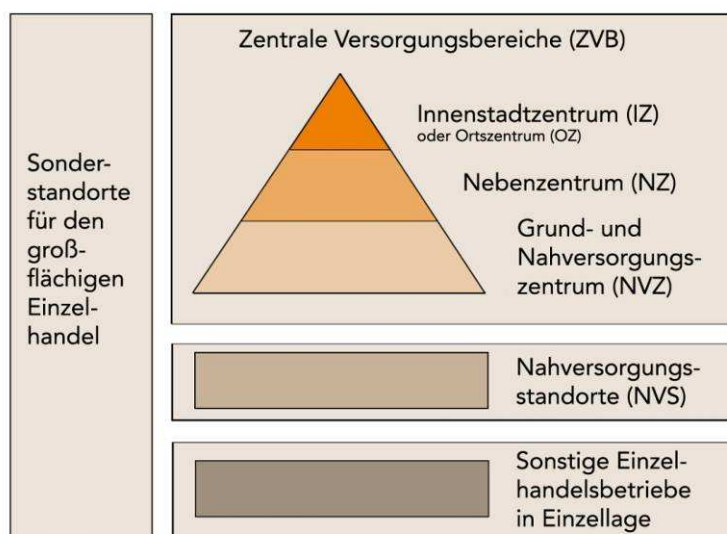 Zentrale Versorgungsbereiche (ZVB)
Innenstadtzentrum (IZ)
oder Ortszentrum (OZ)
Nebenzentrum (NZ)
Grund- und
Nahversorgungs-
zentrum (NVZ)
Sonder-
standorte
für den
groß-
flächigen
Einzel-
handel
Nahversorgungs-
standorte (NVS)
Sonstige Einzel-
handelsbetriebe
in Einzellage